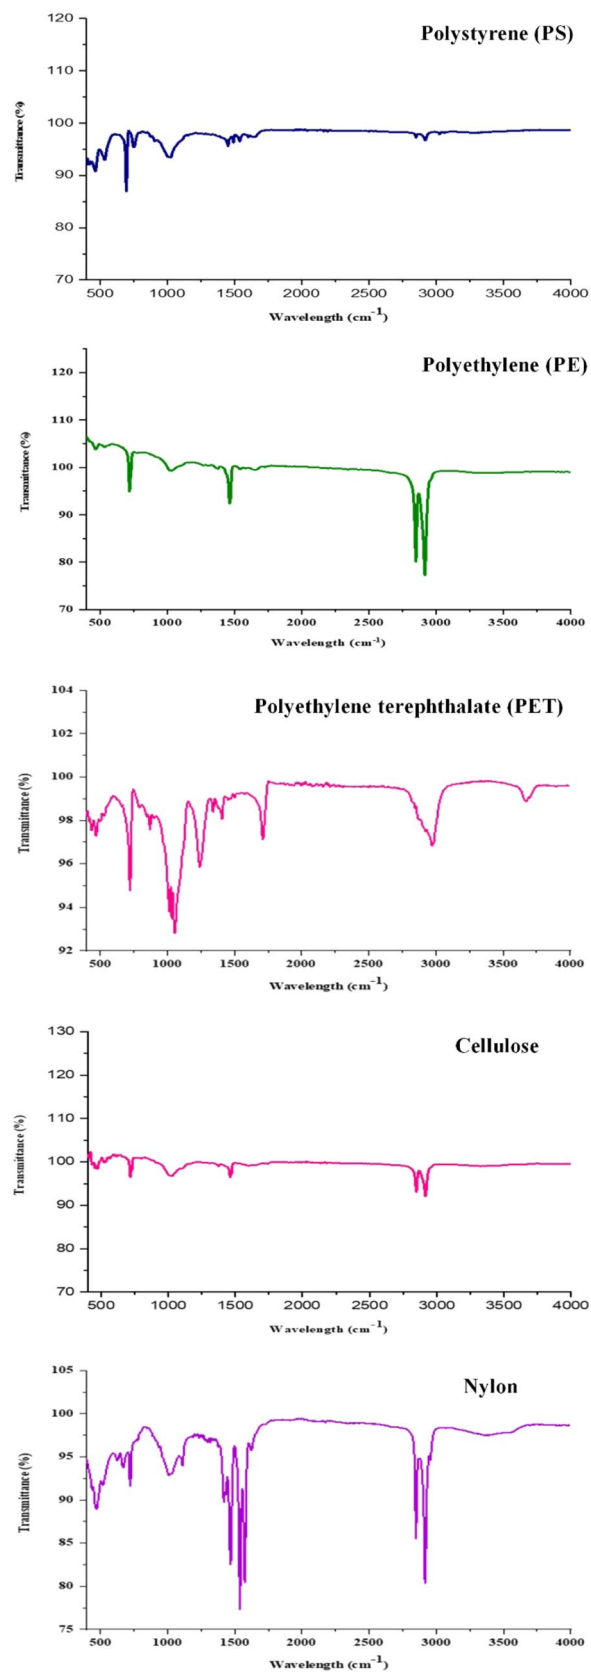 Polystyrene (PS)
120
110
100
90
80
70
Transmittance (%)
500 1000 1500 2000 2500 3000 3500 4000
Wavelength (cm⁻¹)
Polyethylene (PE)
120
110
100
90
80
70
Transmittance (%)
500 1000 1500 2000 2500 3000 3500 4000
Wavelength (cm⁻¹)
Polyethylene terephthalate (PET)
104
102
100
98
96
94
92
Transmittance (%)
500 1000 1500 2000 2500 3000 3500 4000
Wavelength (cm⁻¹)
Cellulose
130
120
110
100
90
80
70
Transmittance (%)
500 1000 1500 2000 2500 3000 3500 4000
Wavelength (cm⁻¹)
Nylon
105
100
95
90
85
80
75
Transmittance (%)
500 1000 1500 2000 2500 3000 3500 4000
Wavelength (cm⁻¹)